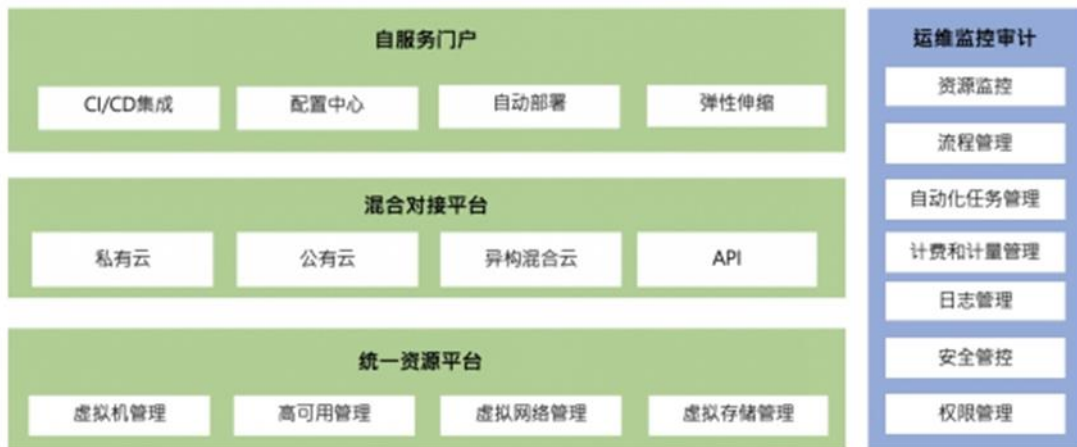 自服务门户
CI/CD集成 配置中心 自动部署 弹性伸缩
混合对接平台
私有云 公有云 异构混合云 API
统一资源平台
虚拟机管理 高可用管理 虚拟网络管理 虚拟存储管理
运维监控审计
资源监控
流程管理
自动化任务管理
计费和计量管理
日志管理
安全管控
权限管理